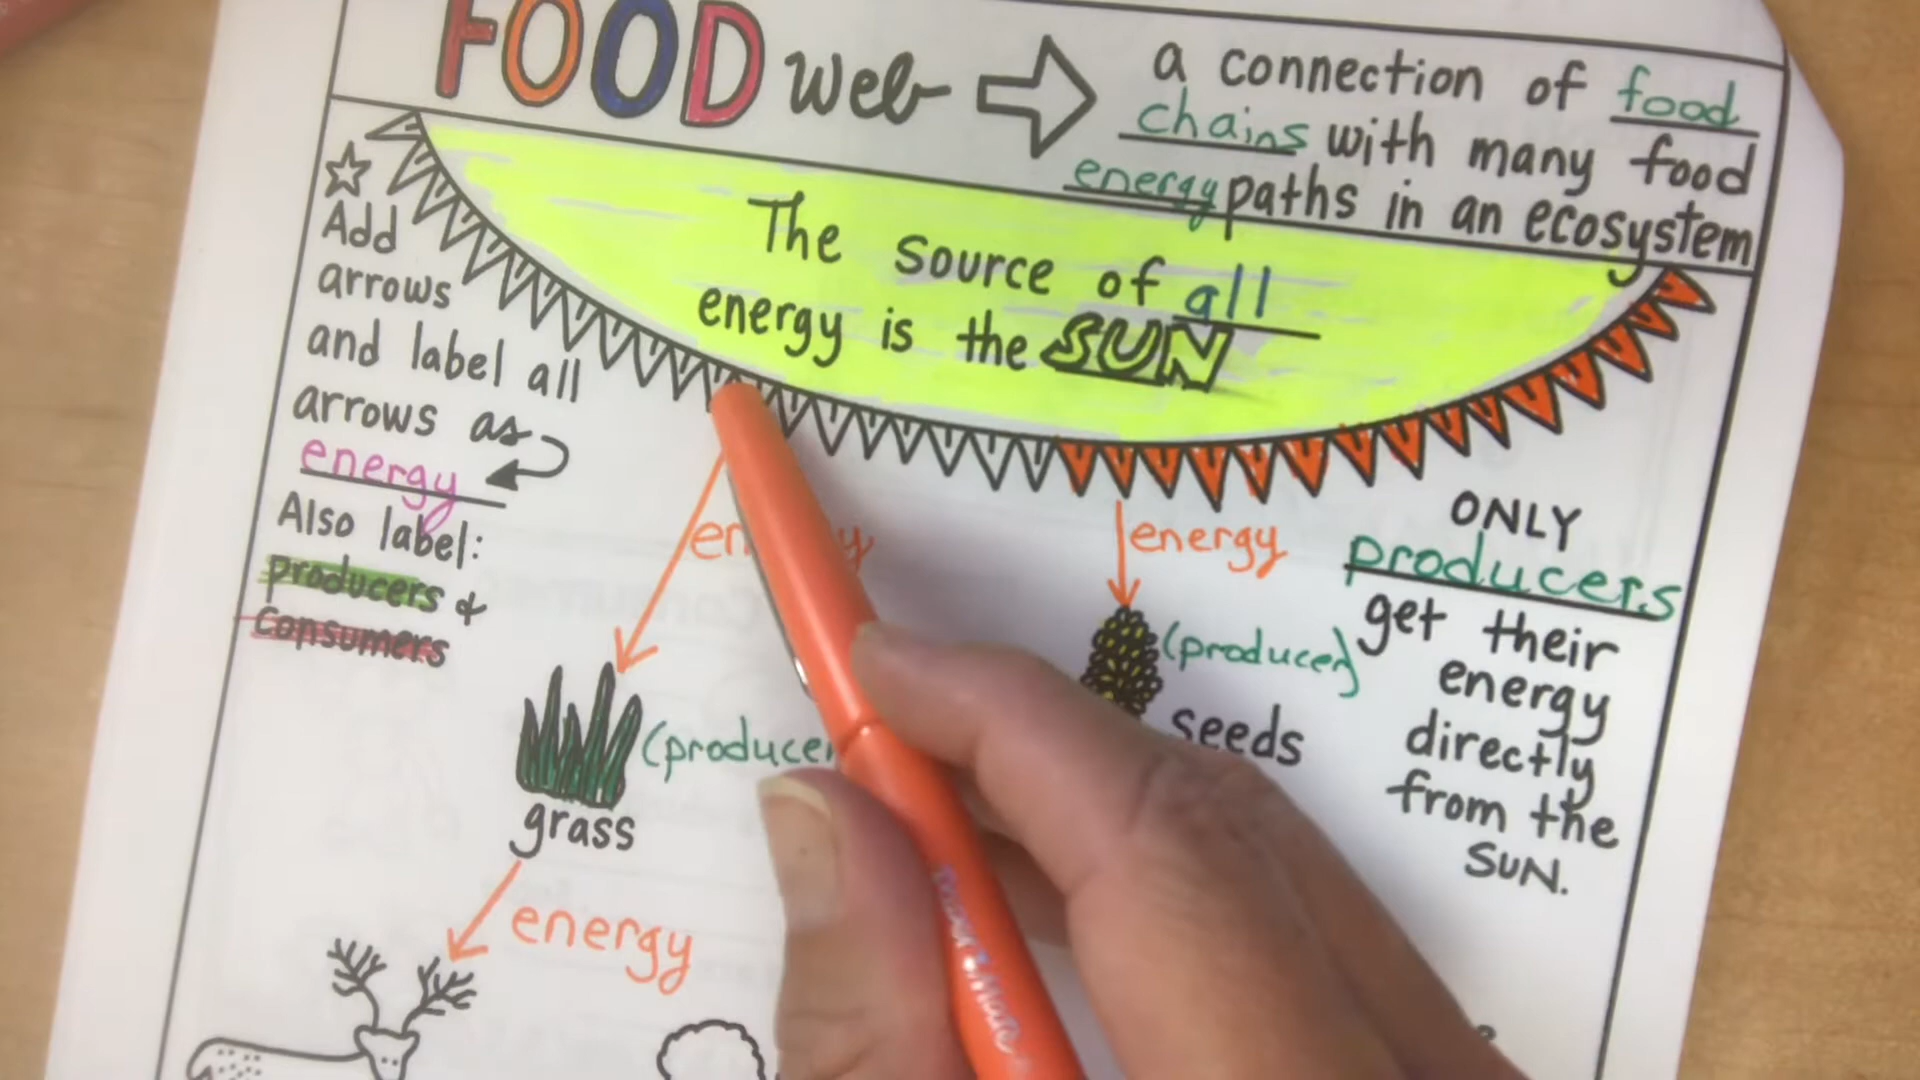 FOOD web
a connection of food
chains with many food
energy paths in an ecosystem
The source of all
energy is the SUN
Add
arrows
and label all
arrows as
energy
Also label:
producers &
consumers
energy
ONLY
producers
get their
energy
directly
from the
SUN.
(producer)
seeds
grass
energy